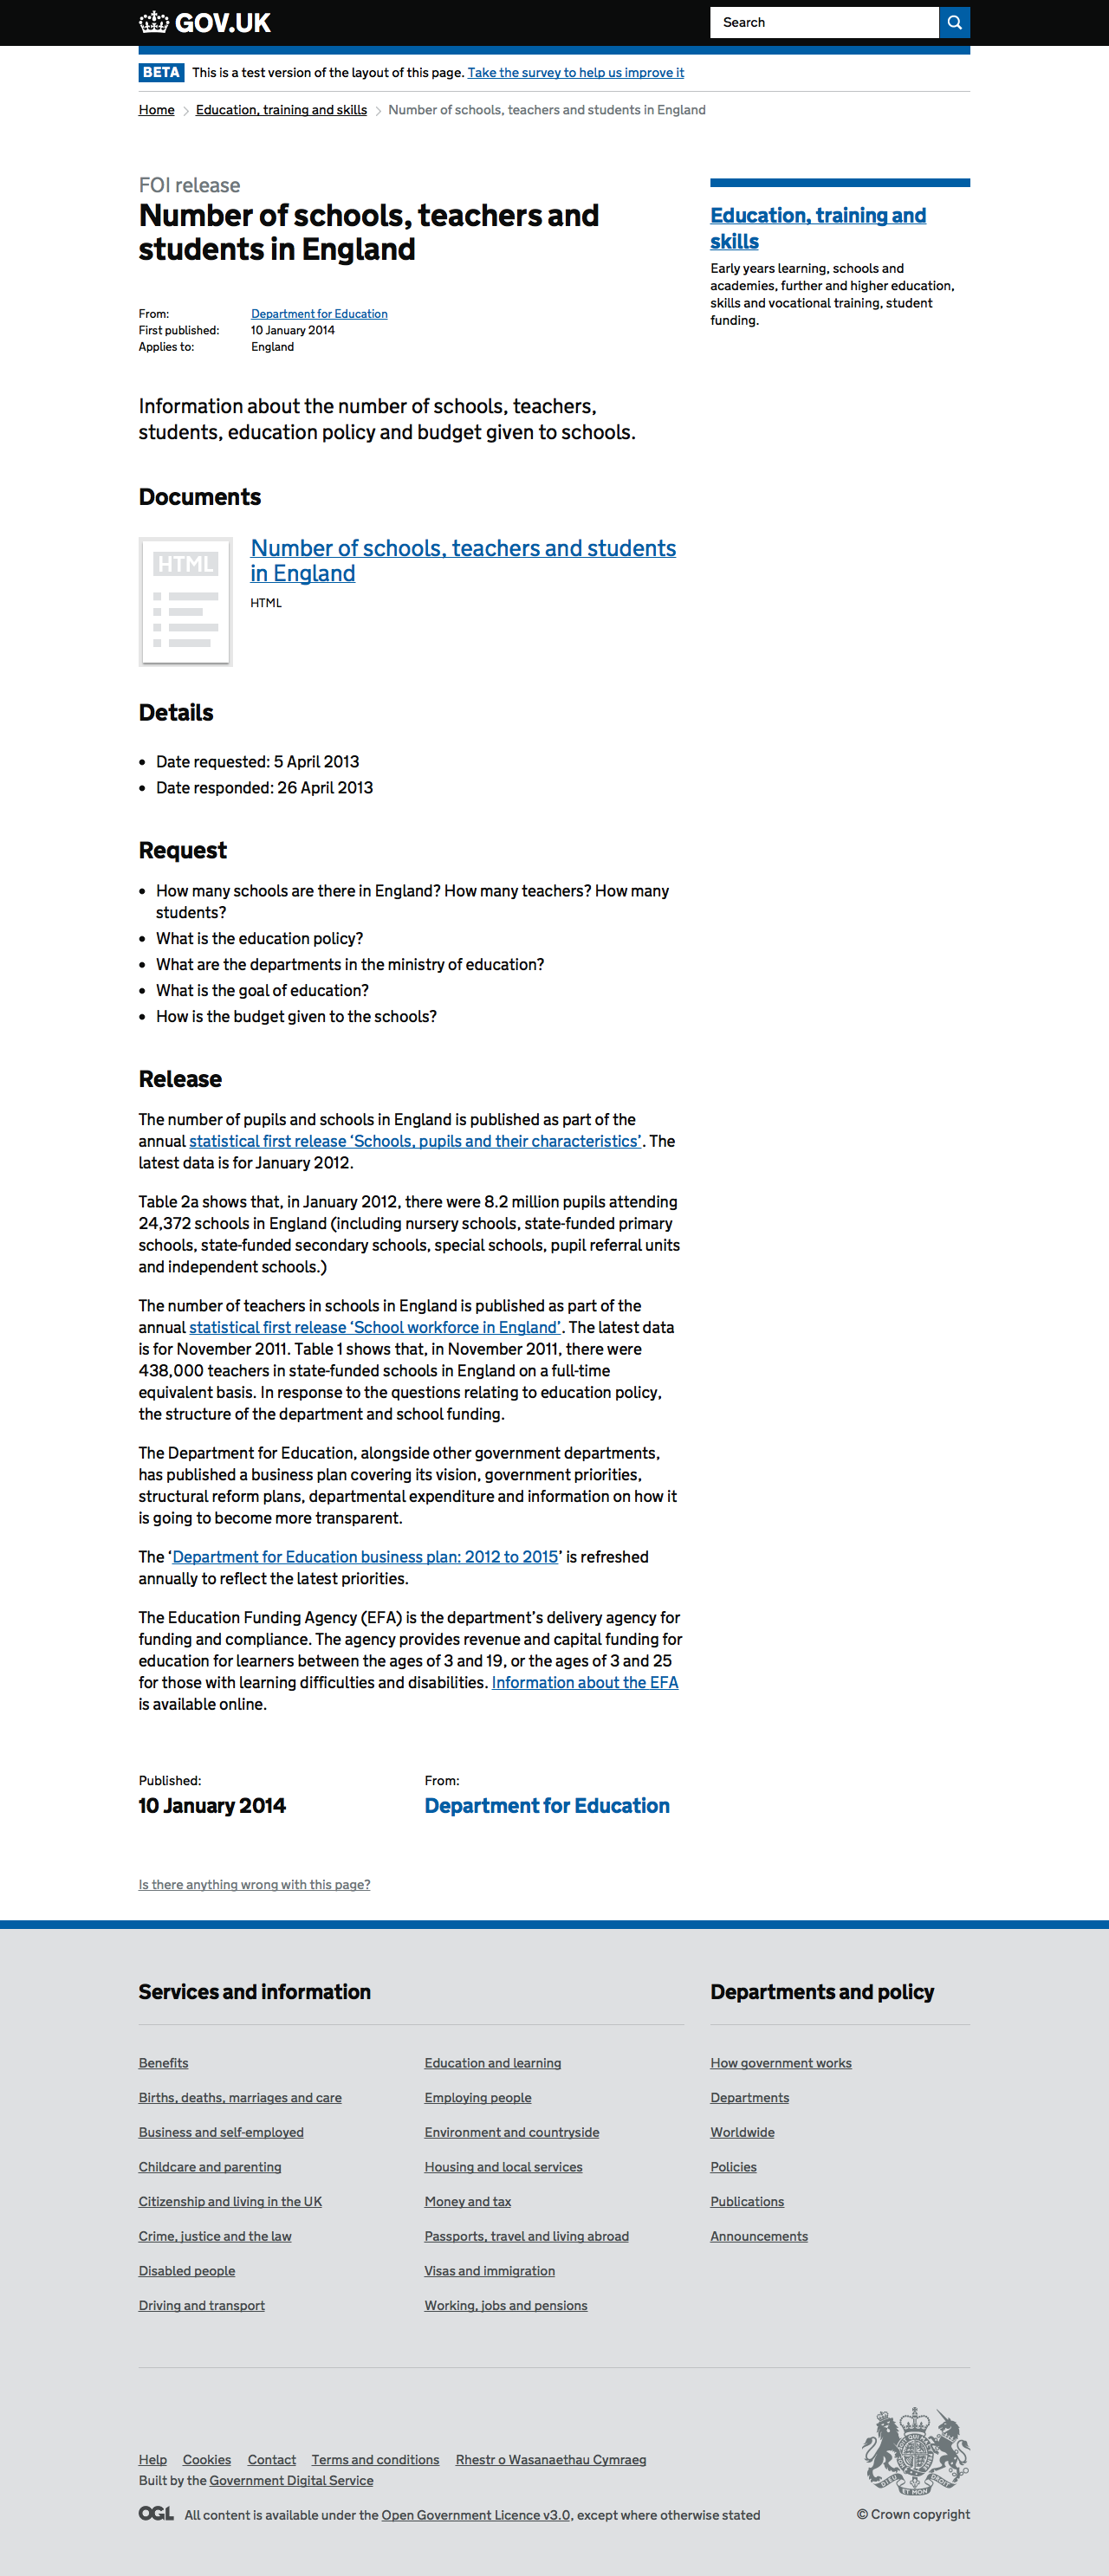 GOV.UK
Search
BETA This is a test version of the layout of this page. Take the survey to help us improve it
Home > Education, training and skills > Number of schools, teachers and students in England
FOI release
Number of schools, teachers and
students in England
From: Department for Education
First published: 10 January 2014
Applies to: England
Education, training and
skills
Early years learning, schools and
academies, further and higher education,
skills and vocational training, student
funding.
Information about the number of schools, teachers,
students, education policy and budget given to schools.
Documents
HTML
Number of schools, teachers and students
in England
HTML
Details
• Date requested: 5 April 2013
• Date responded: 26 April 2013
Request
• How many schools are there in England? How many teachers? How many
students?
• What is the education policy?
• What are the departments in the ministry of education?
• What is the goal of education?
• How is the budget given to the schools?
Release
The number of pupils and schools in England is published as part of the
annual statistical first release ‘Schools, pupils and their characteristics’. The
latest data is for January 2012.
Table 2a shows that, in January 2012, there were 8.2 million pupils attending
24,372 schools in England (including nursery schools, state-funded primary
schools, state-funded secondary schools, special schools, pupil referral units
and independent schools.)
The number of teachers in schools in England is published as part of the
annual statistical first release ‘School workforce in England’. The latest data
is for November 2011. Table 1 shows that, in November 2011, there were
438,000 teachers in state-funded schools in England on a full-time
equivalent basis. In response to the questions relating to education policy,
the structure of the department and school funding.
The Department for Education, alongside other government departments,
has published a business plan covering its vision, government priorities,
structural reform plans, departmental expenditure and information on how it
is going to become more transparent.
The ‘Department for Education business plan: 2012 to 2015’ is refreshed
annually to reflect the latest priorities.
The Education Funding Agency (EFA) is the department’s delivery agency for
funding and compliance. The agency provides revenue and capital funding for
education for learners between the ages of 3 and 19, or the ages of 3 and 25
for those with learning difficulties and disabilities. Information about the EFA
is available online.
Published:
10 January 2014
From:
Department for Education
Is there anything wrong with this page?
Services and information
Benefits
Births, deaths, marriages and care
Business and self-employed
Childcare and parenting
Citizenship and living in the UK
Crime, justice and the law
Disabled people
Driving and transport
Education and learning
Employing people
Environment and countryside
Housing and local services
Money and tax
Passports, travel and living abroad
Visas and immigration
Working, jobs and pensions
Departments and policy
How government works
Departments
Worldwide
Policies
Publications
Announcements
Help Cookies Contact Terms and conditions Rhestr o Wasanaethau Cymraeg
Built by the Government Digital Service
OGL All content is available under the Open Government Licence v3.0, except where otherwise stated
© Crown copyright